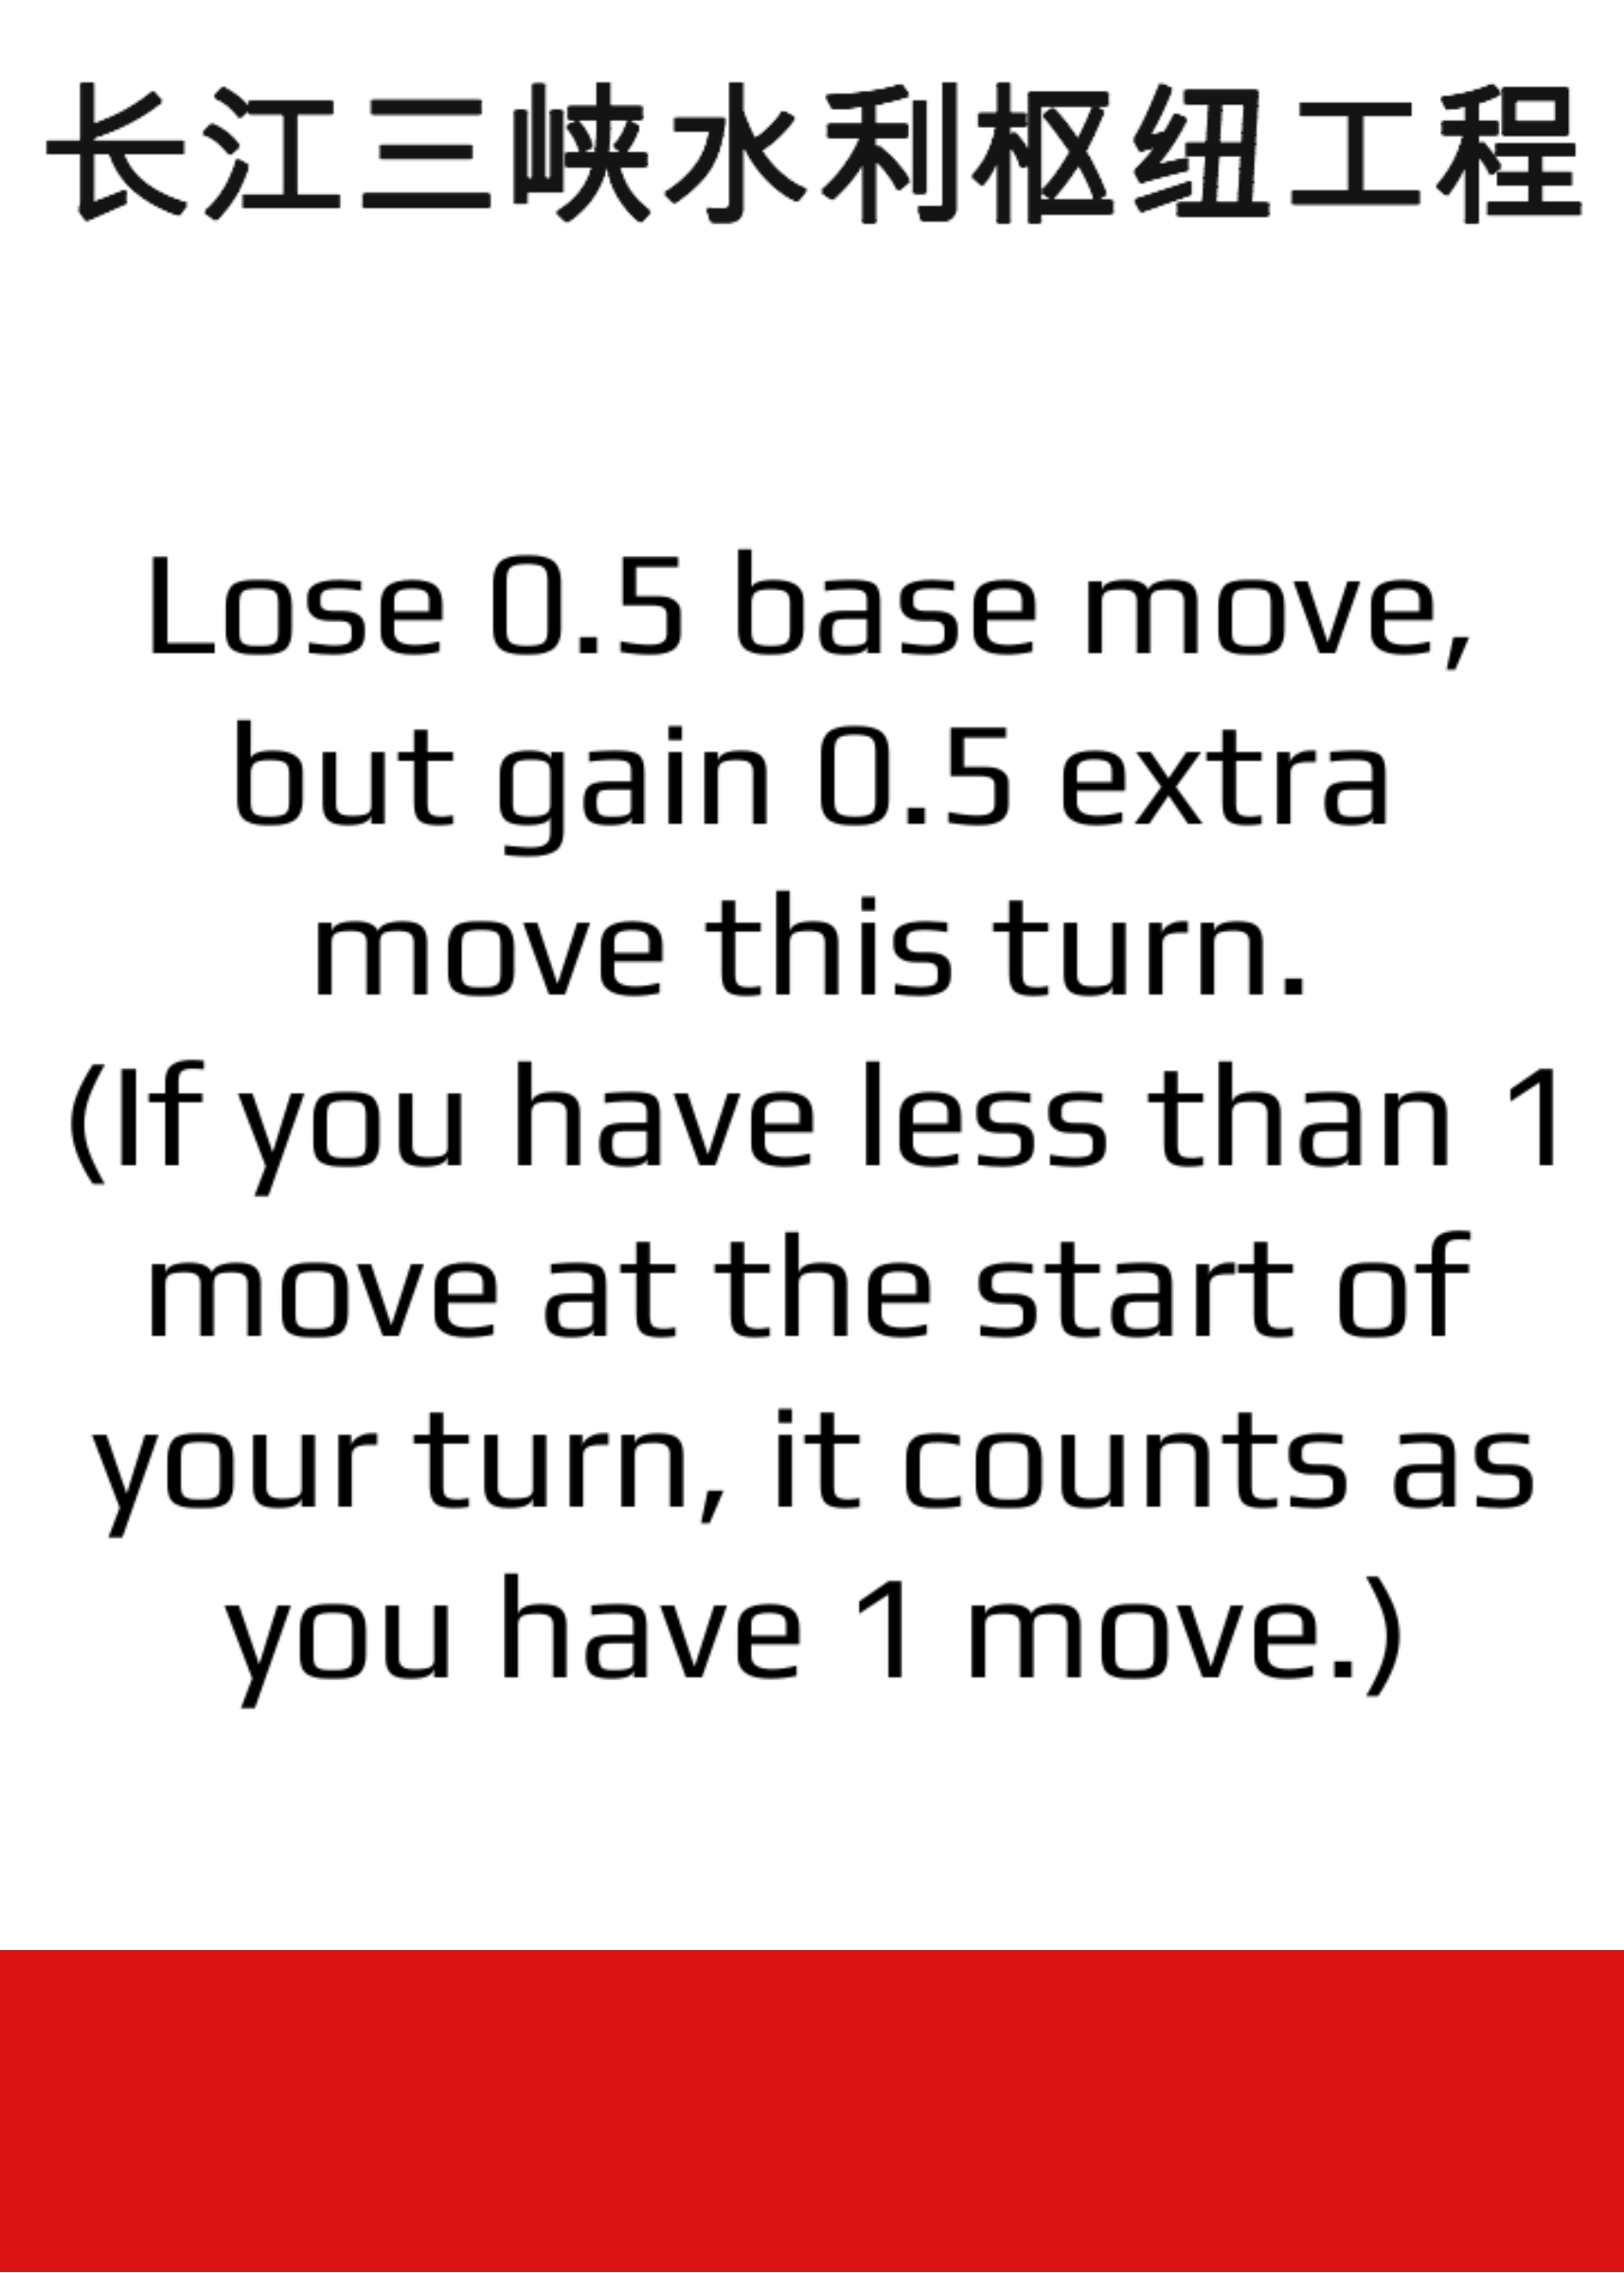 长江三峡水利枢纽工程
Lose 0.5 base move,
but gain 0.5 extra
move this turn.
(If you have less than 1
move at the start of
your turn, it counts as
you have 1 move.)